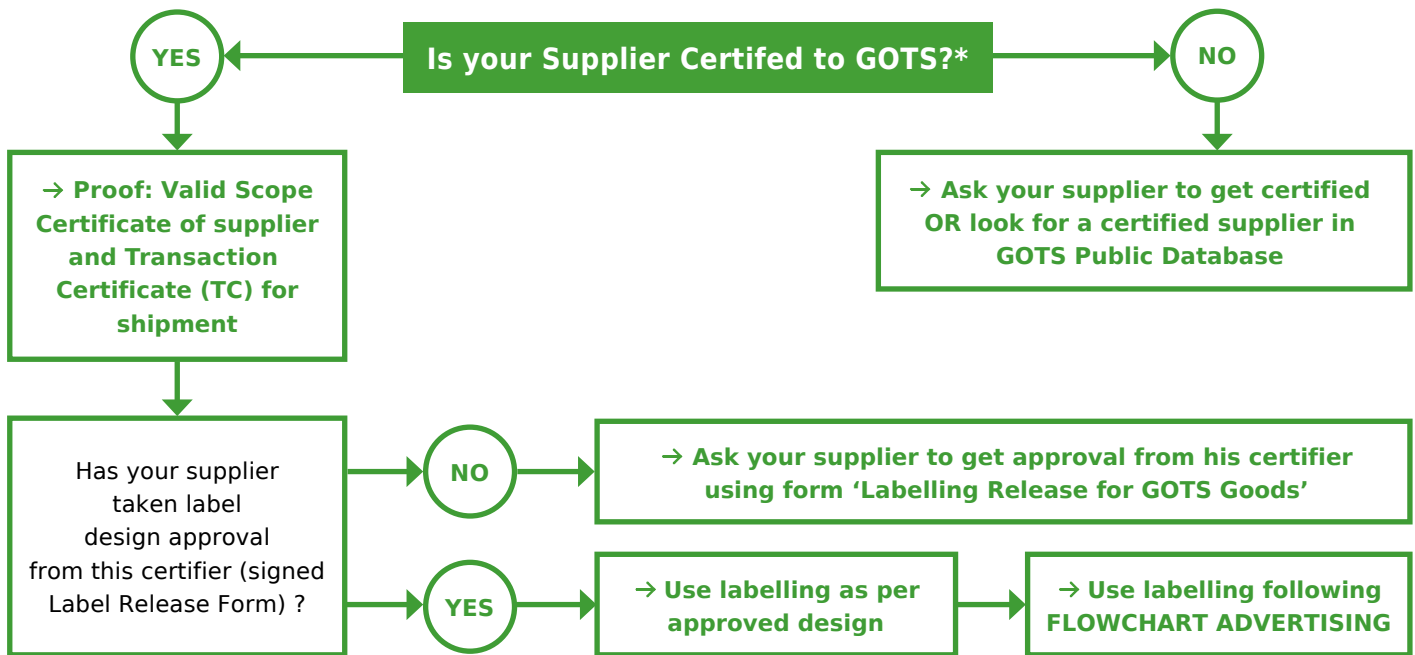 Is your Supplier Certifed to GOTS?*
YES
NO
→ Proof: Valid Scope
Certificate of supplier
and Transaction
Certificate (TC) for
shipment
→ Ask your supplier to get certified
OR look for a certified supplier in
GOTS Public Database
Has your supplier
taken label
design approval
from this certifier (signed
Label Release Form) ?
NO
→ Ask your supplier to get approval from his certifier
using form ‘Labelling Release for GOTS Goods’
YES
→ Use labelling as per
approved design
→ Use labelling following
FLOWCHART ADVERTISING